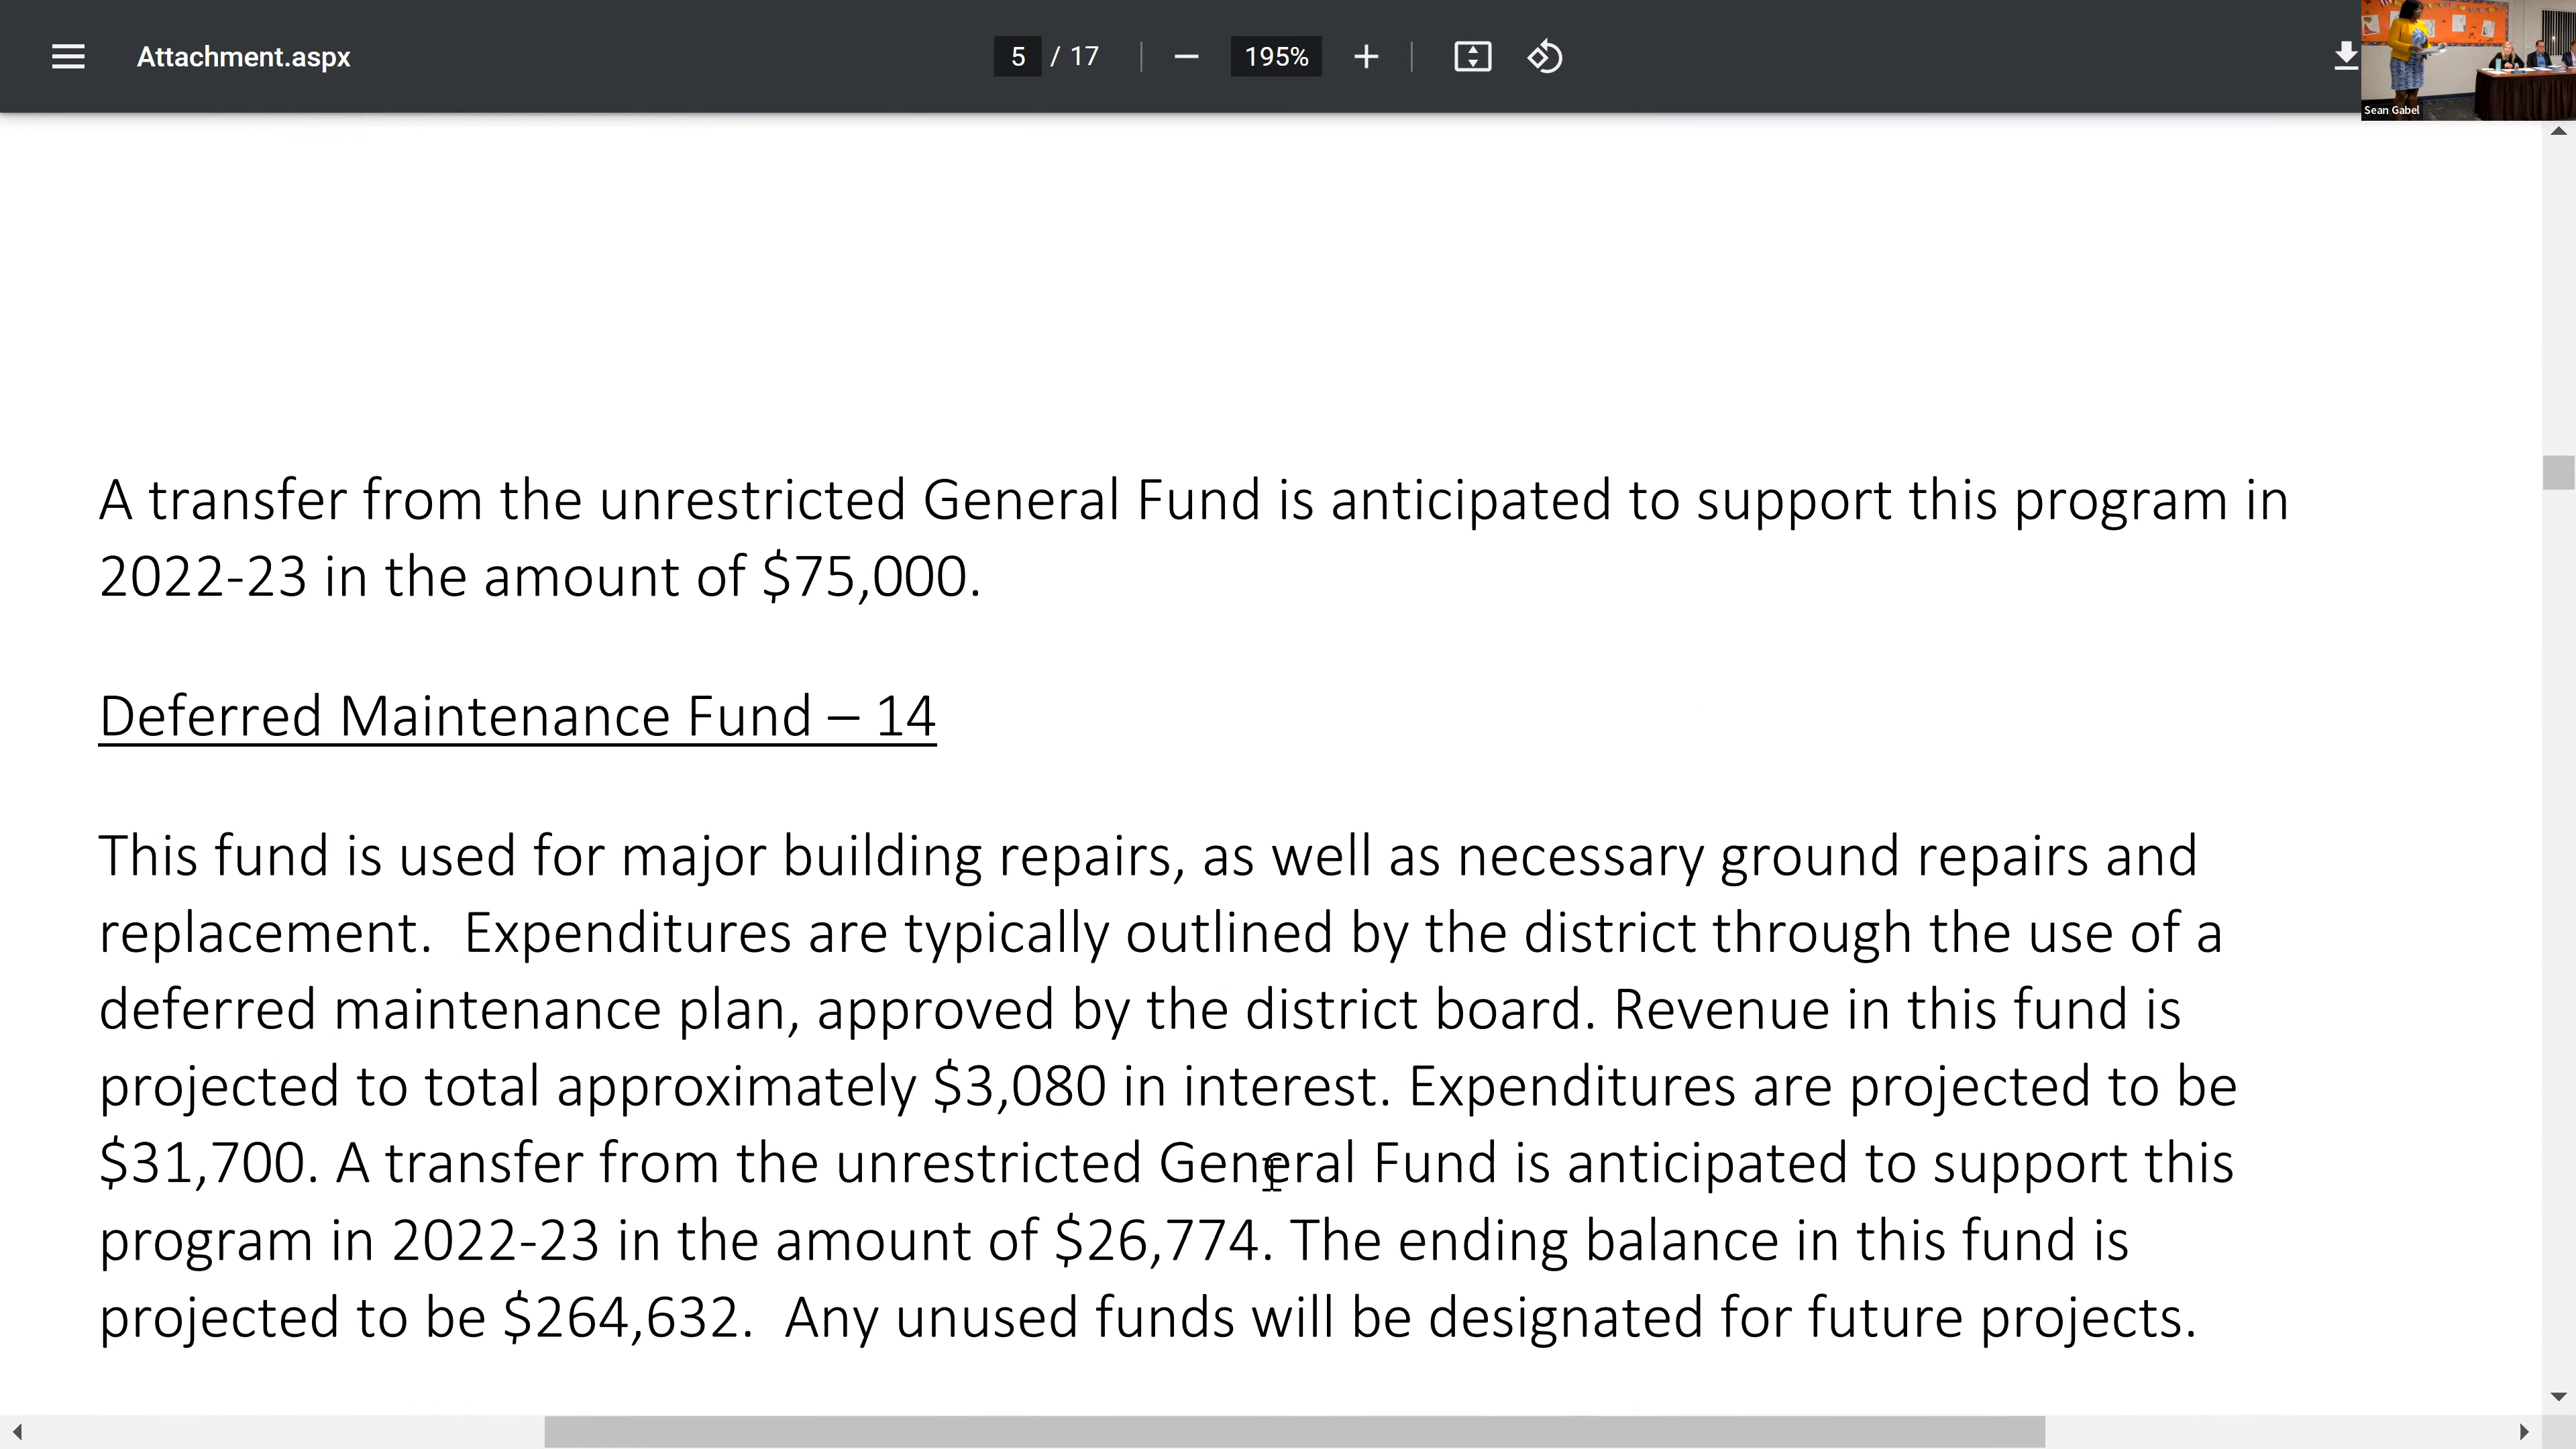 Attachment.aspx
5 / 17
195%
Sean Gabel
A transfer from the unrestricted General Fund is anticipated to support this program in
2022-23 in the amount of $75,000.
Deferred Maintenance Fund – 14
This fund is used for major building repairs, as well as necessary ground repairs and
replacement.  Expenditures are typically outlined by the district through the use of a
deferred maintenance plan, approved by the district board. Revenue in this fund is
projected to total approximately $3,080 in interest. Expenditures are projected to be
$31,700. A transfer from the unrestricted General Fund is anticipated to support this
program in 2022-23 in the amount of $26,774. The ending balance in this fund is
projected to be $264,632.  Any unused funds will be designated for future projects.